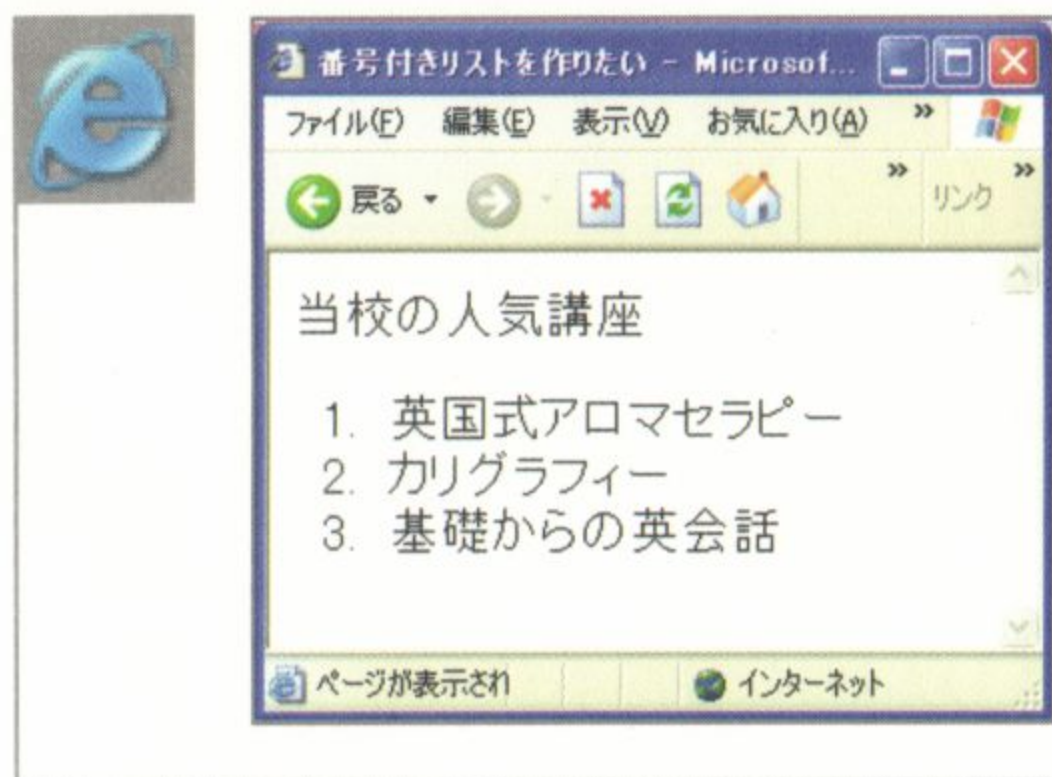 番号付きリストを作りたい - Microsof...
ファイル(F) 編集(E) 表示(V) お気に入り(A) »
戻る » リンク »
当校の人気講座
1. 英国式アロマセラピー
2. カリグラフィー
3. 基礎からの英会話
ページが表示され インターネット